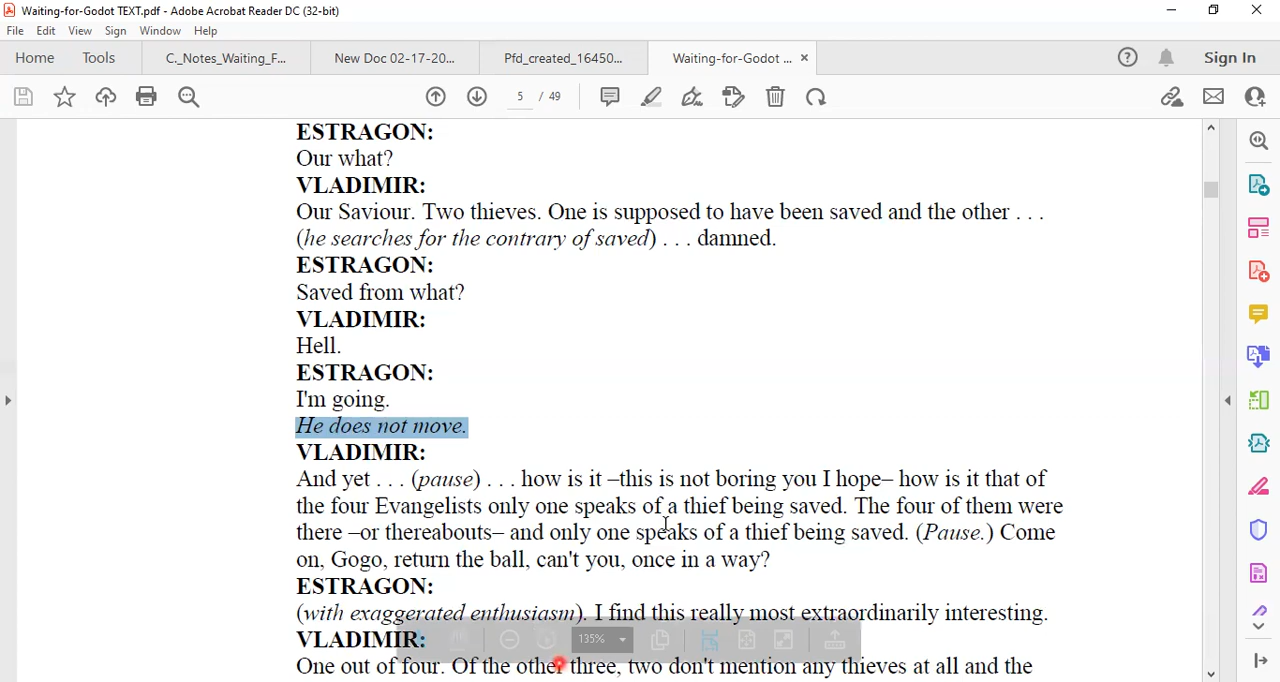 Waiting-for-Godot TEXT.pdf - Adobe Acrobat Reader DC (32-bit)
File Edit View Sign Window Help
Home Tools C._Notes_Waiting_F... New Doc 02-17-20... Pfd_created_16450... Waiting-for-Godot ... × Sign In
5 / 49
ESTRAGON:
Our what?
VLADIMIR:
Our Saviour. Two thieves. One is supposed to have been saved and the other . . .
(he searches for the contrary of saved) . . . damned.
ESTRAGON:
Saved from what?
VLADIMIR:
Hell.
ESTRAGON:
I'm going.
He does not move.
VLADIMIR:
And yet . . . (pause) . . . how is it –this is not boring you I hope– how is it that of
the four Evangelists only one speaks of a thief being saved. The four of them were
there –or thereabouts– and only one speaks of a thief being saved. (Pause.) Come
on, Gogo, return the ball, can't you, once in a way?
ESTRAGON:
(with exaggerated enthusiasm). I find this really most extraordinarily interesting.
VLADIMIR:
135%
One out of four. Of the other three, two don't mention any thieves at all and the